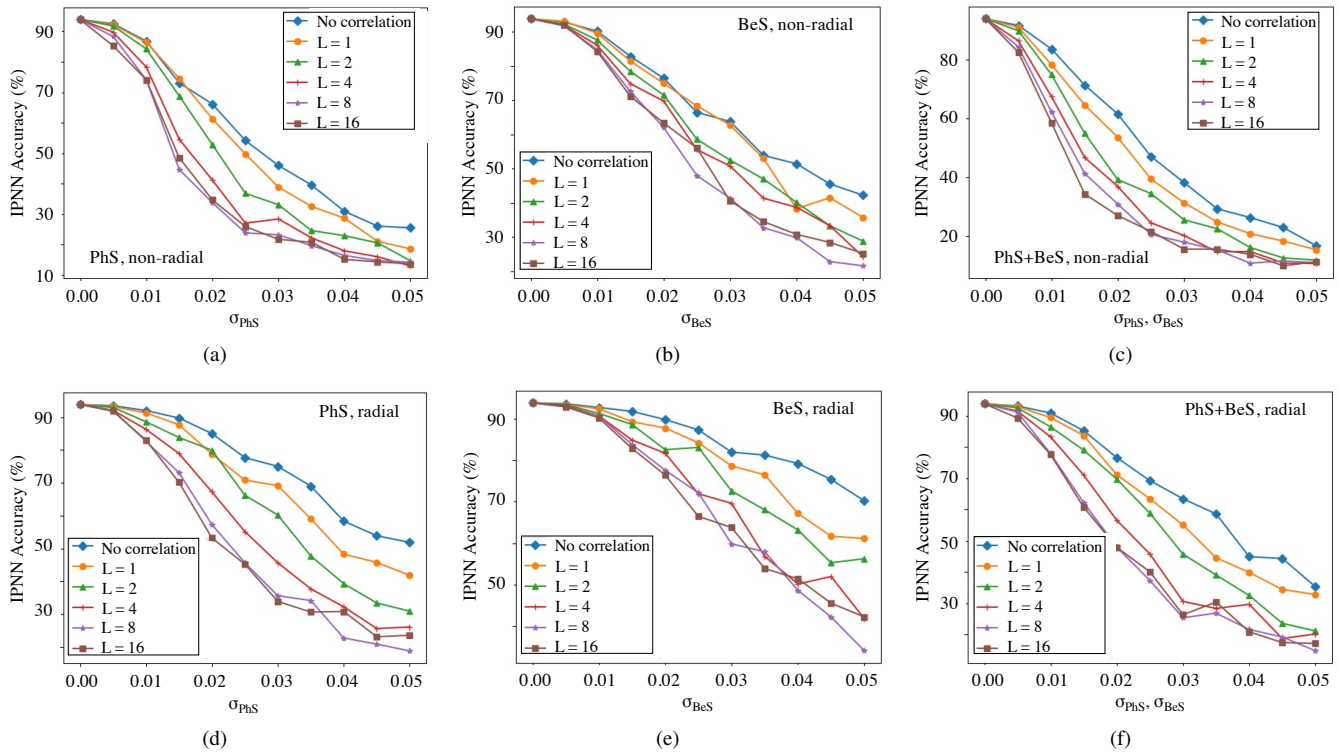 IPNN Accuracy (%)
90
70
50
30
10
No correlation
L = 1
L = 2
L = 4
L = 8
L = 16
PhS, non-radial
0.00 0.01 0.02 0.03 0.04 0.05
σPhS
(a)
IPNN Accuracy (%)
90
70
50
30
BeS, non-radial
No correlation
L = 1
L = 2
L = 4
L = 8
L = 16
0.00 0.01 0.02 0.03 0.04 0.05
σBeS
(b)
IPNN Accuracy (%)
80
60
40
20
No correlation
L = 1
L = 2
L = 4
L = 8
L = 16
PhS+BeS, non-radial
0.00 0.01 0.02 0.03 0.04 0.05
σPhS, σBeS
(c)
IPNN Accuracy (%)
90
70
50
30
PhS, radial
No correlation
L = 1
L = 2
L = 4
L = 8
L = 16
0.00 0.01 0.02 0.03 0.04 0.05
σPhS
(d)
IPNN Accuracy (%)
90
70
50
BeS, radial
No correlation
L = 1
L = 2
L = 4
L = 8
L = 16
0.00 0.01 0.02 0.03 0.04 0.05
σBeS
(e)
IPNN Accuracy (%)
90
70
50
30
PhS+BeS, radial
No correlation
L = 1
L = 2
L = 4
L = 8
L = 16
0.00 0.01 0.02 0.03 0.04 0.05
σPhS, σBeS
(f)